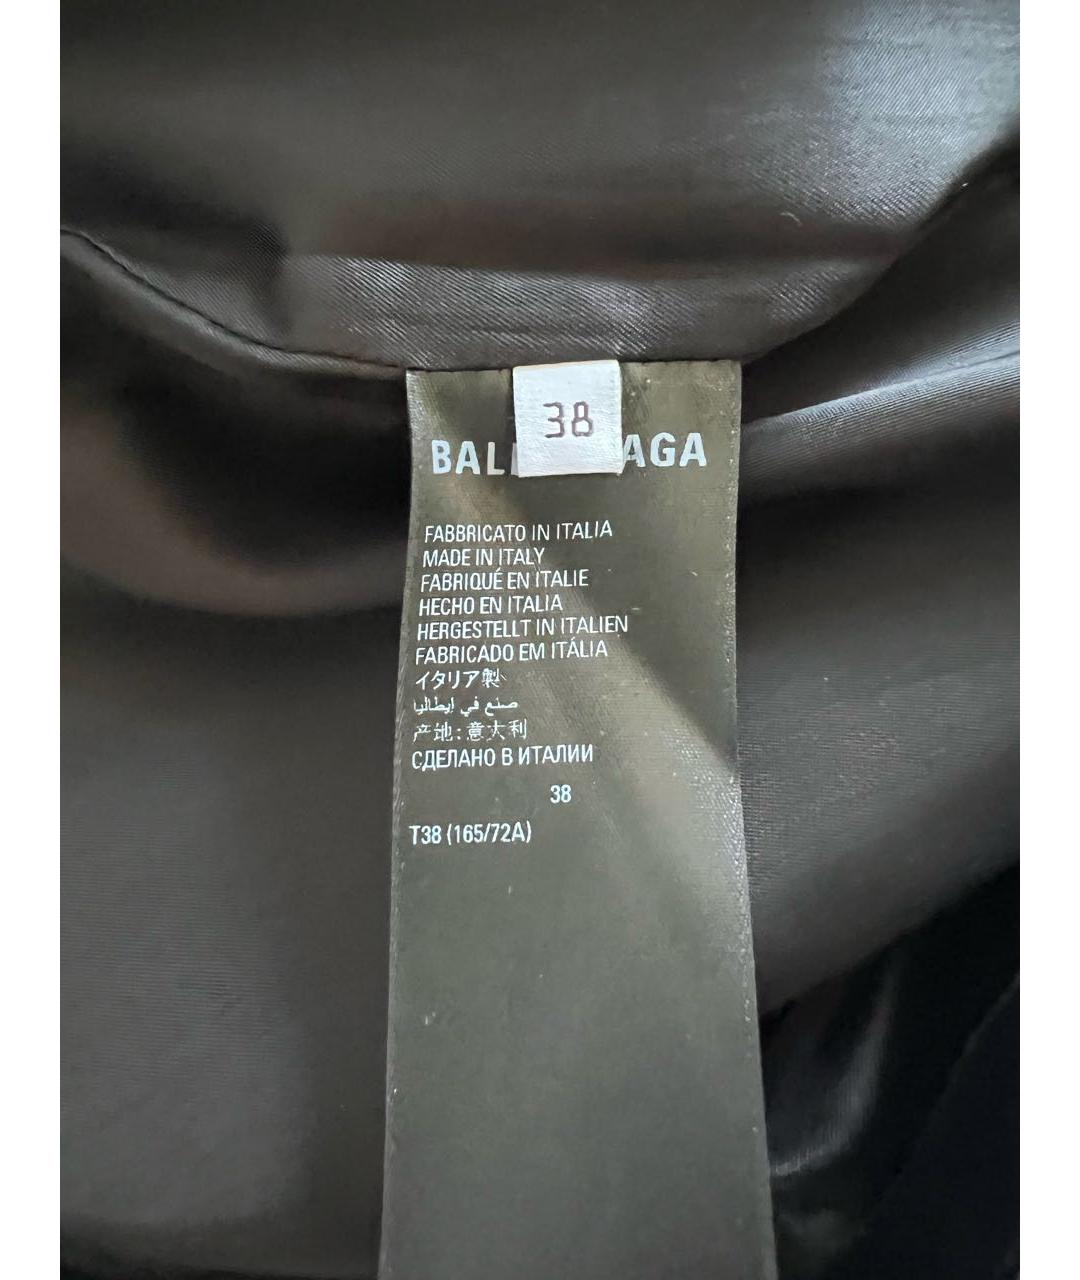 38
BAL AGA
FABBRICATO IN ITALIA
MADE IN ITALY
FABRIQUÉ EN ITALIE
HECHO EN ITALIA
HERGESTELLT IN ITALIEN
FABRICADO EM ITÁLIA
イタリア製
صنع في إيطاليا
产地:意大利
СДЕЛАНО В ИТАЛИИ
38
T38 (165/72A)